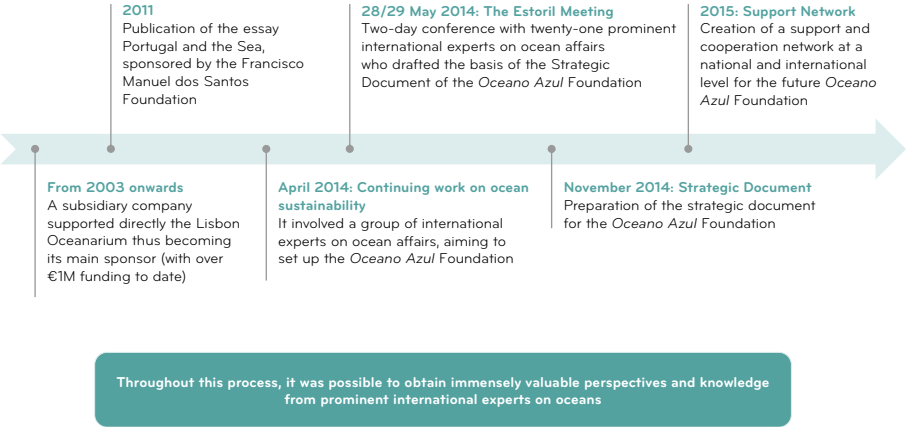 2011
Publication of the essay
Portugal and the Sea,
sponsored by the Francisco
Manuel dos Santos
Foundation
28/29 May 2014: The Estoril Meeting
Two-day conference with twenty-one prominent
international experts on ocean affairs
who drafted the basis of the Strategic
Document of the Oceano Azul Foundation
2015: Support Network
Creation of a support and
cooperation network at a
national and international
level for the future Oceano
Azul Foundation
From 2003 onwards
A subsidiary company
supported directly the Lisbon
Oceanarium thus becoming
its main sponsor (with over
€1M funding to date)
April 2014: Continuing work on ocean
sustainability
It involved a group of international
experts on ocean affairs, aiming to
set up the Oceano Azul Foundation
November 2014: Strategic Document
Preparation of the strategic document
for the Oceano Azul Foundation
Throughout this process, it was possible to obtain immensely valuable perspectives and knowledge
from prominent international experts on oceans